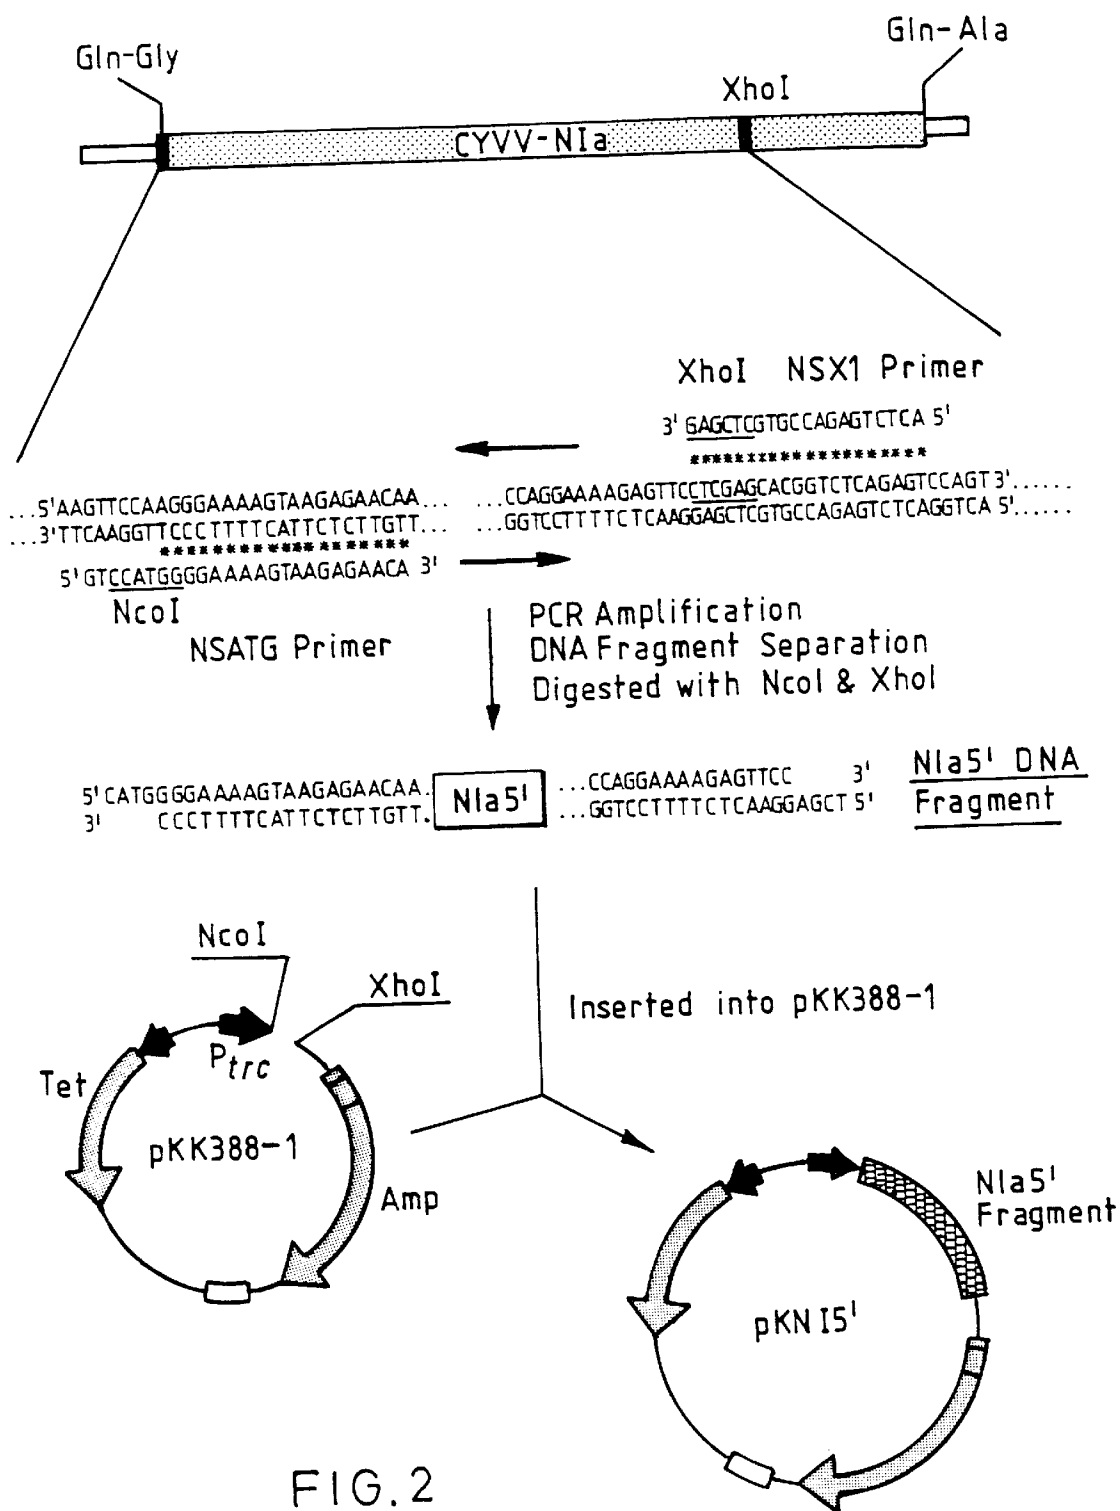 Gln-Gly
Gln-Ala
XhoI
CYVV-NIa
XhoI NSX1 Primer
3' GAGCTCGTGCCAGAGTCTCA 5'
********************
...5'AAGTTCCAAGGGAAAAGTAAGAGAACAA... ...CCAGGAAAAGAGTTCCTCGAGCACGGTCTCAGAGTCCAGT 3'......
...3'TTCAAGGTTCCCTTTTCATTCTCTTGTT... ...GGTCCTTTTCTCAAGGAGCTCGTGCCAGAGTCTCAGGTCA 5'......
*******************
5' GTCCATGGGGAAAAGTAAGAGAACA 3'
NcoI
NSATG Primer
PCR Amplification
DNA Fragment Separation
Digested with NcoI & XhoI
5' CATGGGGAAAAGTAAGAGAACAA. NIa5' ...CCAGGAAAAGAGTTCC 3'
3' CCCTTTTCATTCTCTTGTT. ...GGTCCTTTTCTCAAGGAGCT 5'
NIa5' DNA
Fragment
NcoI
XhoI
Inserted into pKK388-1
Ptrc
Tet
pKK388-1
Amp
NIa5'
Fragment
pKNI5'
FIG.2